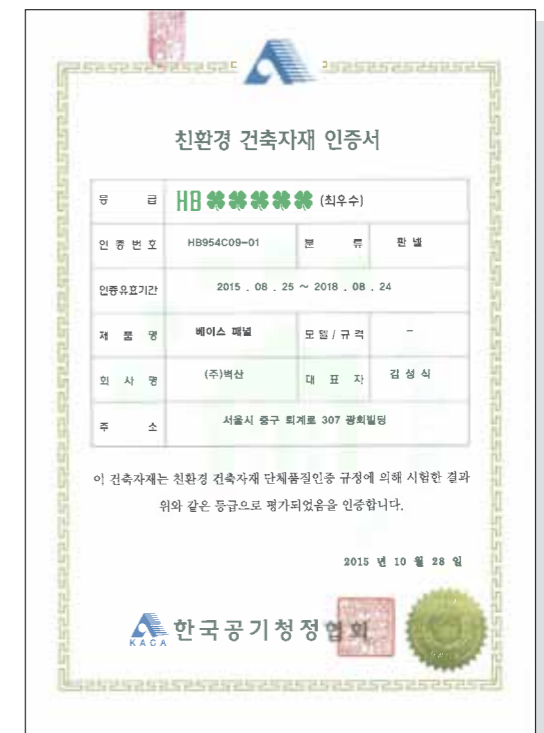 친환경 건축자재 인증서
등 급 HB (최우수)
인 증 번 호 HB954C09-01 분 류 판 넬
인증유효기간 2015 . 08 . 25 ~ 2018 . 08 . 24
제 품 명 베이스 패널 모 델 / 규 격 -
회 사 명 (주)벽산 대 표 자 김 성 식
주 소 서울시 중구 퇴계로 307 광희빌딩
이 건축자재는 친환경 건축자재 단체품질인증 규정에 의해 시험한 결과
위와 같은 등급으로 평가되었음을 인증합니다.
2015 년 10 월 28 일
KACA 한국공기청정협회